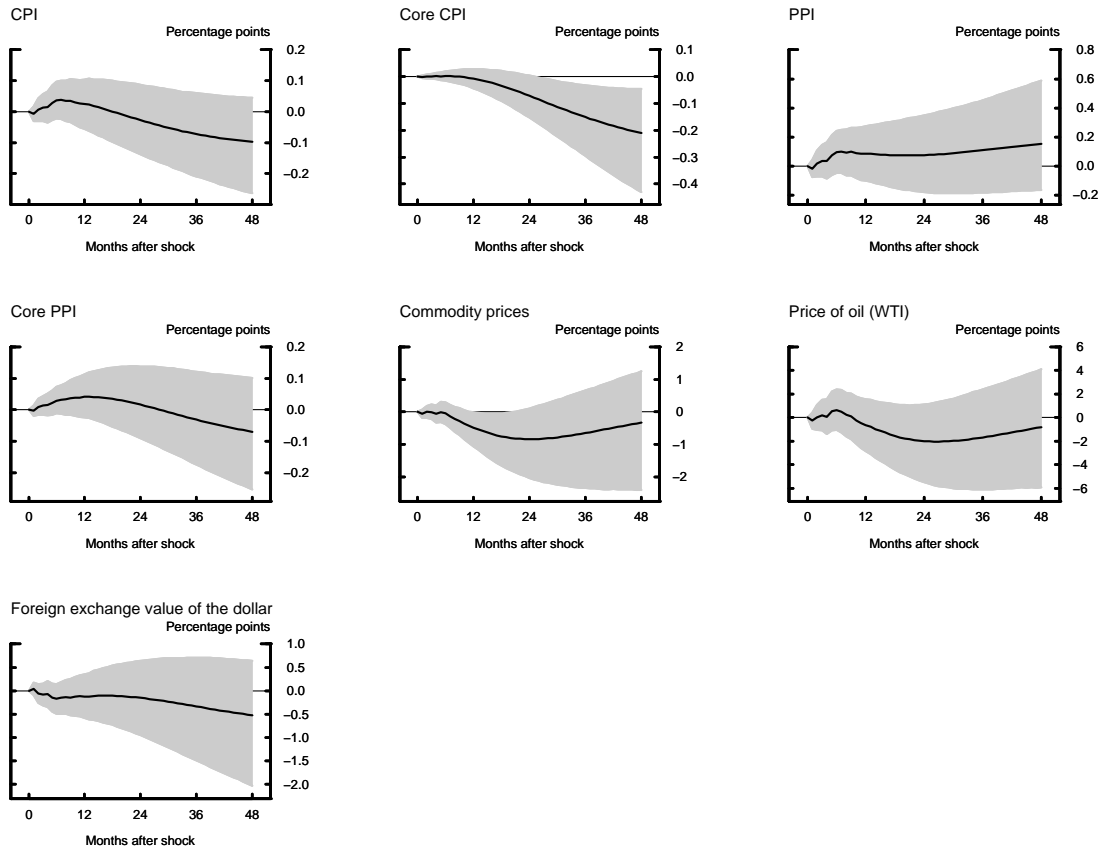 CPI
Percentage points
0.2
0.1
0.0
−0.1
−0.2
0 12 24 36 48
Months after shock
Core CPI
Percentage points
0.1
0.0
−0.1
−0.2
−0.3
−0.4
0 12 24 36 48
Months after shock
PPI
Percentage points
0.8
0.6
0.4
0.2
0.0
−0.2
0 12 24 36 48
Months after shock
Core PPI
Percentage points
0.2
0.1
0.0
−0.1
−0.2
0 12 24 36 48
Months after shock
Commodity prices
Percentage points
2
1
0
−1
−2
0 12 24 36 48
Months after shock
Price of oil (WTI)
Percentage points
6
4
2
0
−2
−4
−6
0 12 24 36 48
Months after shock
Foreign exchange value of the dollar
Percentage points
1.0
0.5
0.0
−0.5
−1.0
−1.5
−2.0
0 12 24 36 48
Months after shock